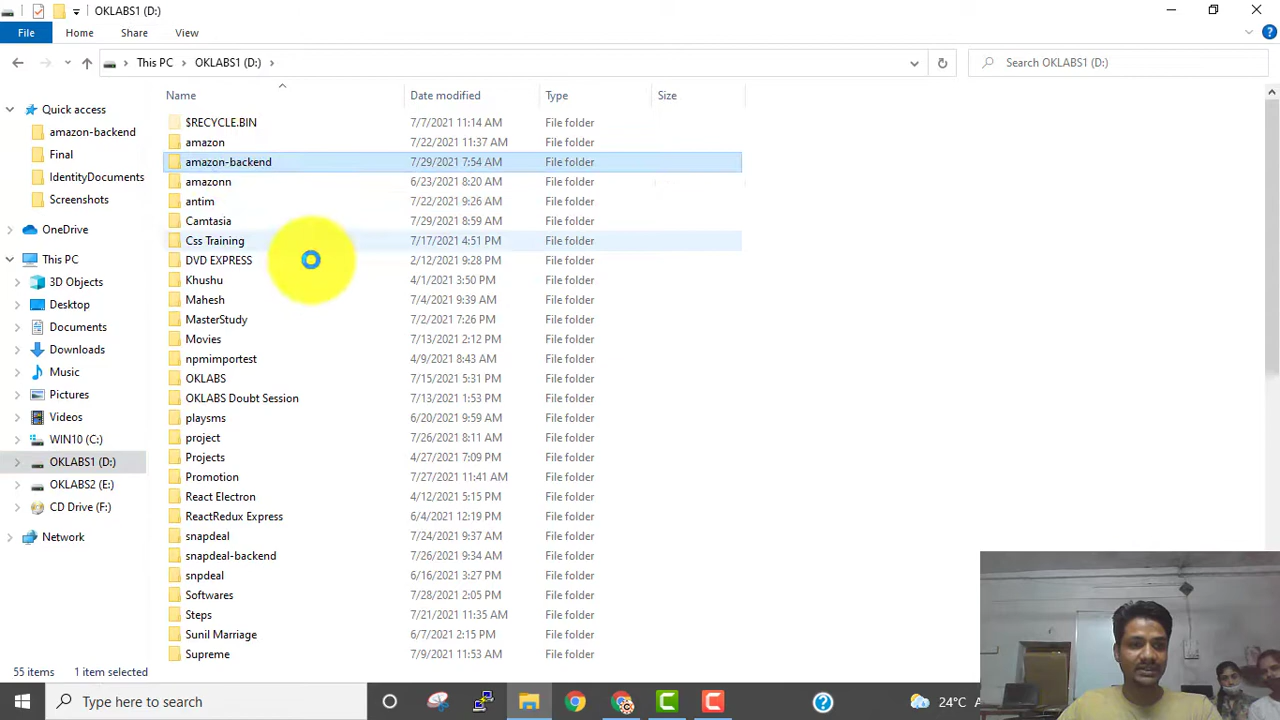 OKLABS1 (D:)
File Home Share View
This PC OKLABS1 (D:) Search OKLABS1 (D:)
Name Date modified Type Size
Quick access
amazon-backend
Final
IdentityDocuments
Screenshots
OneDrive
This PC
3D Objects
Desktop
Documents
Downloads
Music
Pictures
Videos
WIN10 (C:)
OKLABS1 (D:)
OKLABS2 (E:)
CD Drive (F:)
Network
$RECYCLE.BIN 7/7/2021 11:14 AM File folder
amazon 7/22/2021 11:37 AM File folder
amazon-backend 7/29/2021 7:54 AM File folder
amazonn 6/23/2021 8:20 AM File folder
antim 7/22/2021 9:26 AM File folder
Camtasia 7/29/2021 8:59 AM File folder
Css Training 7/17/2021 4:51 PM File folder
DVD EXPRESS 2/12/2021 9:28 PM File folder
Khushu 4/1/2021 3:50 PM File folder
Mahesh 7/4/2021 9:39 AM File folder
MasterStudy 7/2/2021 7:26 PM File folder
Movies 7/13/2021 2:12 PM File folder
npmimportest 4/9/2021 8:43 AM File folder
OKLABS 7/15/2021 5:31 PM File folder
OKLABS Doubt Session 7/13/2021 1:53 PM File folder
playsms 6/20/2021 9:59 AM File folder
project 7/26/2021 8:11 AM File folder
Projects 4/27/2021 7:09 PM File folder
Promotion 7/27/2021 11:41 AM File folder
React Electron 4/12/2021 5:15 PM File folder
ReactRedux Express 6/4/2021 12:19 PM File folder
snapdeal 7/24/2021 9:37 AM File folder
snapdeal-backend 7/26/2021 9:34 AM File folder
snpdeal 6/16/2021 3:27 PM File folder
Softwares 7/28/2021 2:05 PM File folder
Steps 7/21/2021 11:35 AM File folder
Sunil Marriage 6/7/2021 2:15 PM File folder
Supreme 7/9/2021 11:53 AM File folder
55 items 1 item selected
Type here to search 24°C A